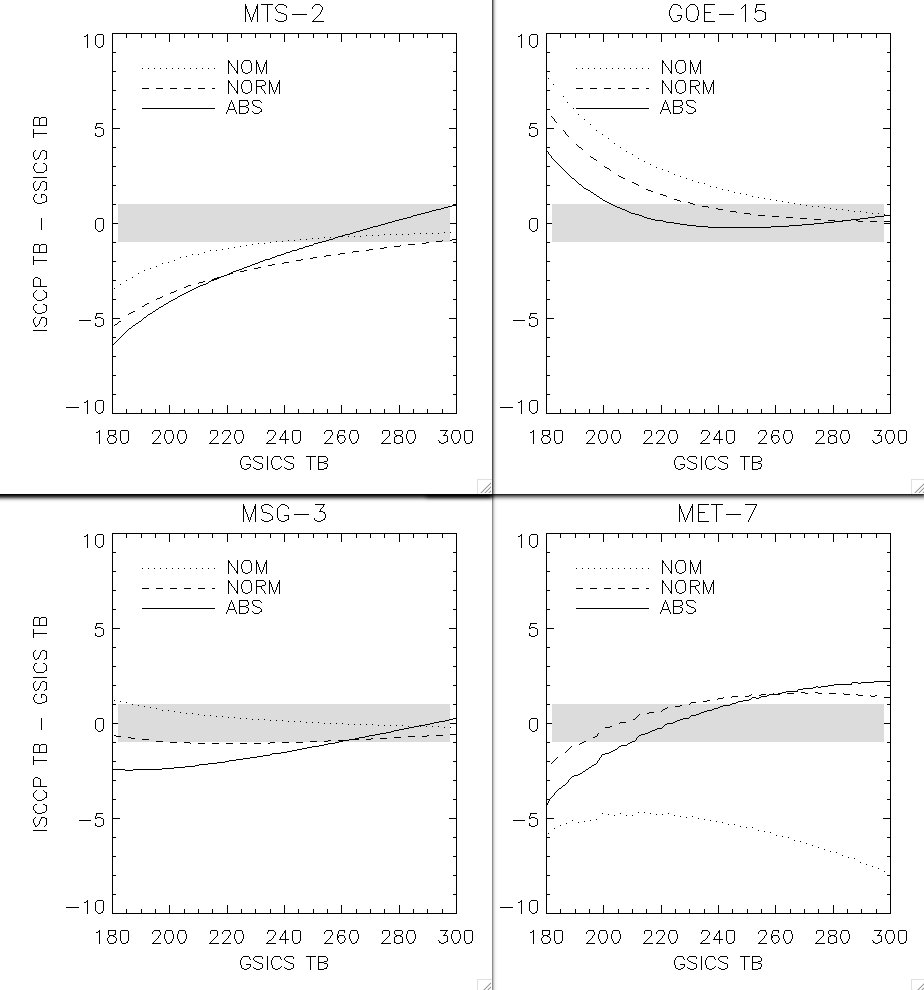 MTS-2
10
NOM
NORM
ABS
5
0
-5
-10
ISCCP TB - GSICS TB
180 200 220 240 260 280 300
GSICS TB
GOE-15
10
NOM
NORM
ABS
5
0
-5
-10
180 200 220 240 260 280 300
GSICS TB
MSG-3
10
NOM
NORM
ABS
5
0
-5
-10
ISCCP TB - GSICS TB
180 200 220 240 260 280 300
GSICS TB
MET-7
10
NOM
NORM
ABS
5
0
-5
-10
180 200 220 240 260 280 300
GSICS TB